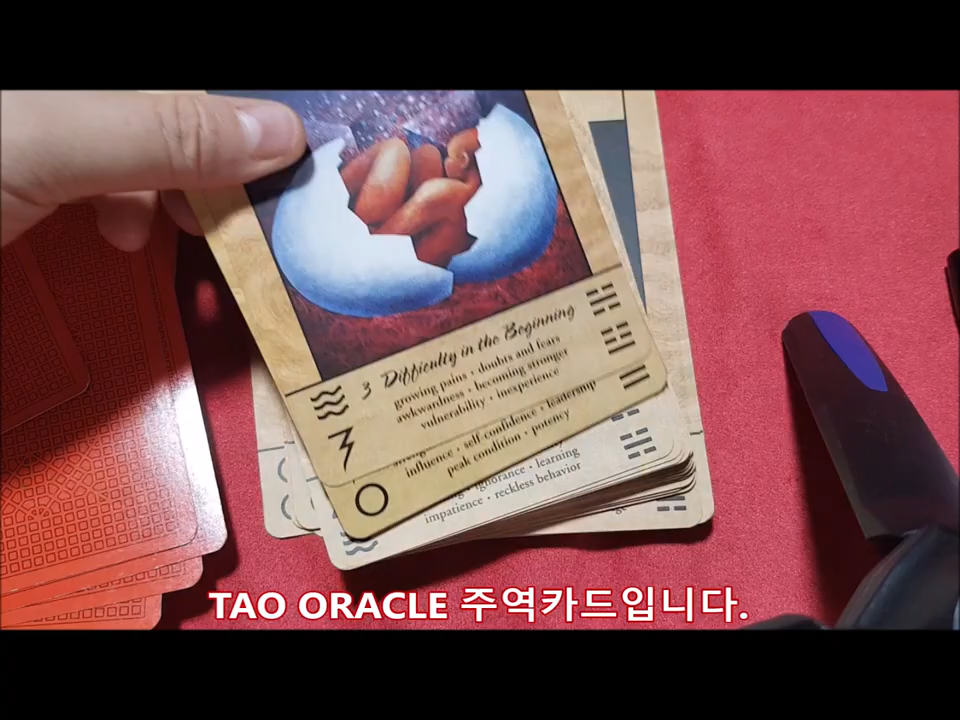 3 Difficulty in the Beginning
growing pains • doubts and fears
awkwardness • becoming stronger
vulnerability • inexperience
influence • self-confidence • leadership
peak condition • potency
ignorance • learning
impatience • reckless behavior
TAO ORACLE 주역카드입니다.